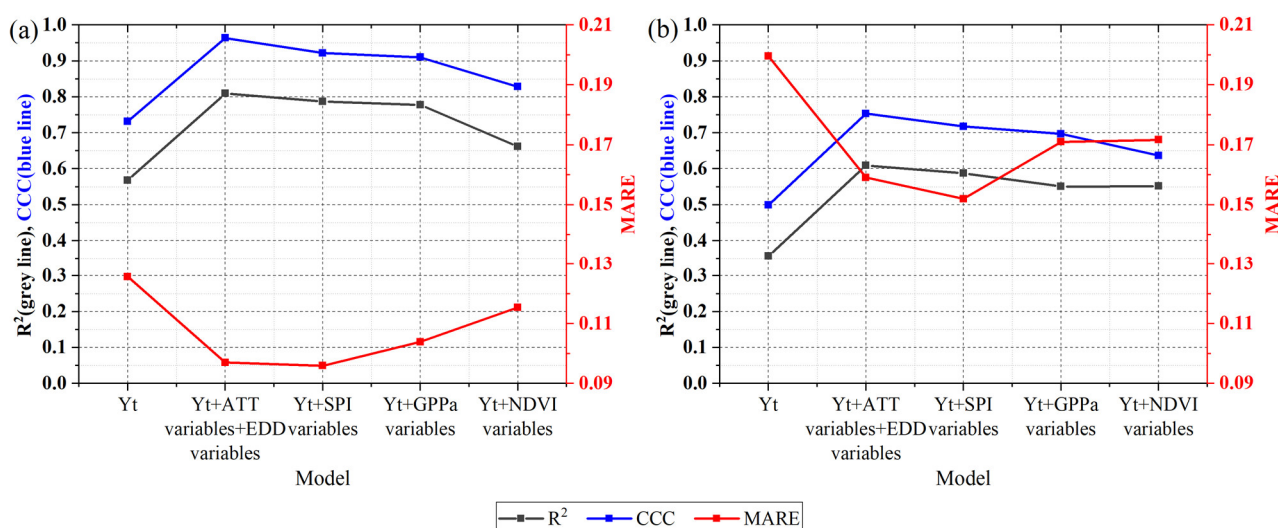 (a)
R²(grey line), CCC(blue line)
1.0
0.9
0.8
0.7
0.6
0.5
0.4
0.3
0.2
0.1
0.0
0.21
0.19
0.17
0.15
0.13
0.11
0.09
MARE
Yt Yt+ATT Yt+SPI Yt+GPPa Yt+NDVI
variables+EDD variables variables variables
variables
Model
(b)
R²(grey line), CCC(blue line)
1.0
0.9
0.8
0.7
0.6
0.5
0.4
0.3
0.2
0.1
0.0
0.21
0.19
0.17
0.15
0.13
0.11
0.09
MARE
Yt Yt+ATT Yt+SPI Yt+GPPa Yt+NDVI
variables+EDD variables variables variables
variables
Model
R² CCC MARE